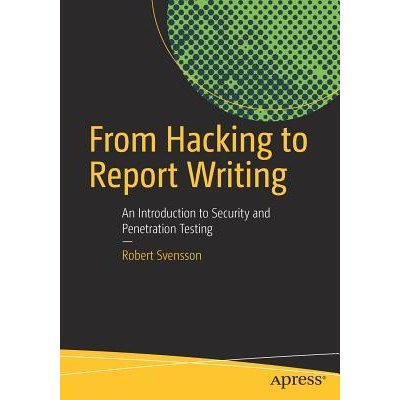 From Hacking to
Report Writing
An Introduction to Security and
Penetration Testing
—
Robert Svensson
Apress®